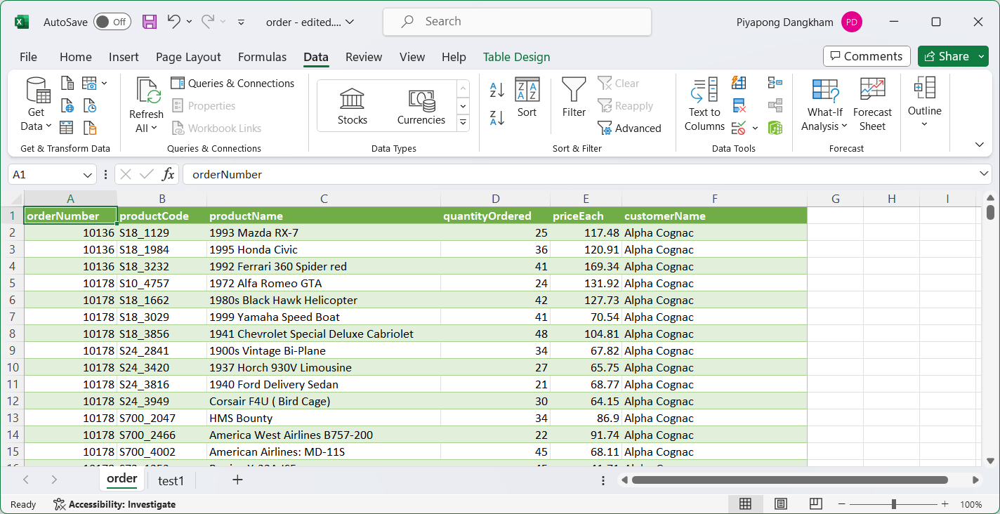 AutoSave Off order - edited.... Search Piyapong Dangkham PD
File Home Insert Page Layout Formulas Data Review View Help Table Design Comments Share
Get Data Refresh All Queries & Connections Properties Workbook Links Stocks Currencies Sort Filter Clear Reapply Advanced Text to Columns What-If Analysis Forecast Sheet Outline
Get & Transform Data Queries & Connections Data Types Sort & Filter Data Tools Forecast
A1 fx orderNumber
A B C D E F G H I
1 orderNumber productCode productName quantityOrdered priceEach customerName
2 10136 S18_1129 1993 Mazda RX-7 25 117.48 Alpha Cognac
3 10136 S18_1984 1995 Honda Civic 36 120.91 Alpha Cognac
4 10136 S18_3232 1992 Ferrari 360 Spider red 41 169.34 Alpha Cognac
5 10178 S10_4757 1972 Alfa Romeo GTA 24 131.92 Alpha Cognac
6 10178 S18_1662 1980s Black Hawk Helicopter 42 127.73 Alpha Cognac
7 10178 S18_3029 1999 Yamaha Speed Boat 41 70.54 Alpha Cognac
8 10178 S18_3856 1941 Chevrolet Special Deluxe Cabriolet 48 104.81 Alpha Cognac
9 10178 S24_2841 1900s Vintage Bi-Plane 34 67.82 Alpha Cognac
10 10178 S24_3420 1937 Horch 930V Limousine 27 65.75 Alpha Cognac
11 10178 S24_3816 1940 Ford Delivery Sedan 21 68.77 Alpha Cognac
12 10178 S24_3949 Corsair F4U ( Bird Cage) 30 64.15 Alpha Cognac
13 10178 S700_2047 HMS Bounty 34 86.9 Alpha Cognac
14 10178 S700_2466 America West Airlines B757-200 22 91.74 Alpha Cognac
15 10178 S700_4002 American Airlines: MD-11S 45 68.11 Alpha Cognac
order test1
Ready Accessibility: Investigate 100%